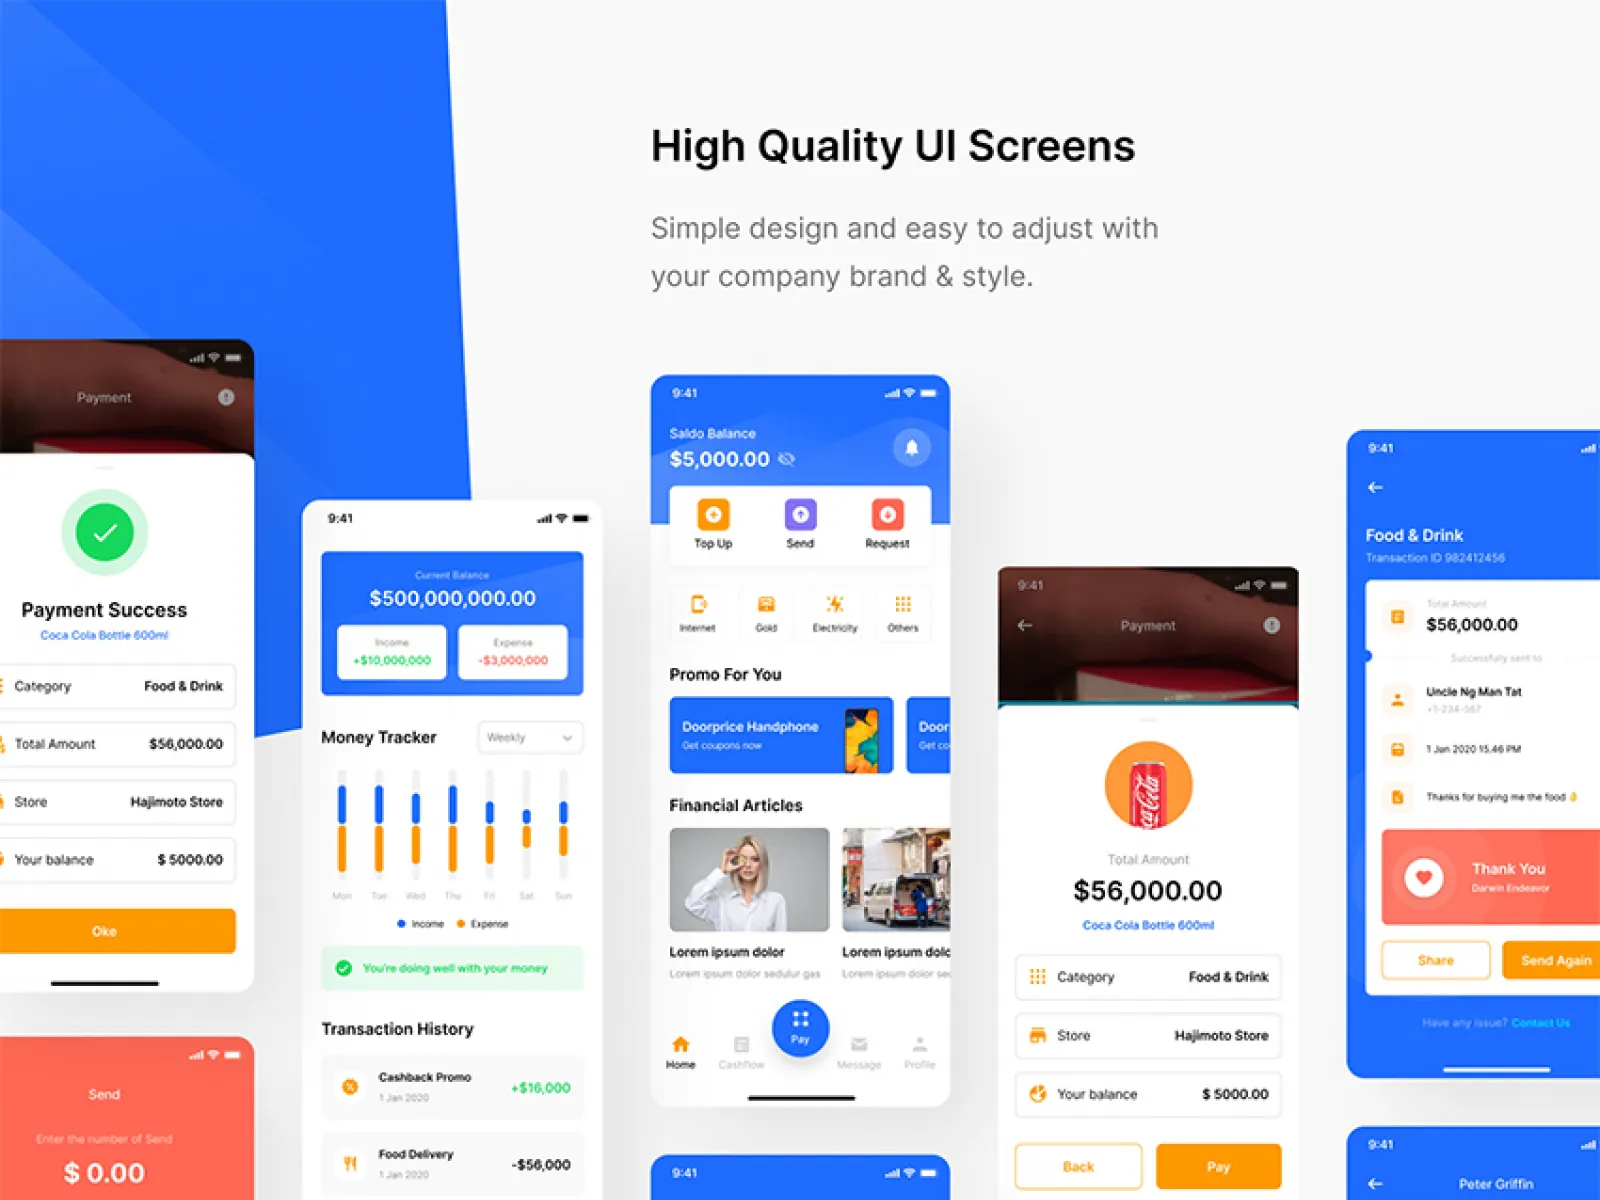 High Quality UI Screens
Simple design and easy to adjust with
your company brand & style.
Payment
Payment Success
Coca Cola Bottle 600ml
Category Food & Drink
Total Amount $56,000.00
Store Hajimoto Store
Your balance $ 5000.00
Oke
Send
Enter the number of Send
$ 0.00
9:41
Current Balance
$500,000,000.00
Income Expense
+$10,000,000 -$3,000,000
Money Tracker Weekly
Mon Tue Wed Thu Fri Sat Sun
Income Expense
You're doing well with your money
Transaction History
Cashback Promo
1 Jan 2020
+$16,000
Food Delivery
1 Jan 2020
-$56,000
9:41
Saldo Balance
$5,000.00
Top Up Send Request
Internet Gold Electricity Others
Promo For You
Doorprice Handphone
Get coupons now
Door
Get co
Financial Articles
Lorem ipsum dolor
Lorem ipsum dolor sedulur gas
Lorem ipsum dolor
Lorem ipsum dolor sec
Pay
Home Cashflow Message Profile
9:41
9:41
Payment
Coca-Cola
Total Amount
$56,000.00
Coca Cola Bottle 600ml
Category Food & Drink
Store Hajimoto Store
Your balance $ 5000.00
Back Pay
9:41
Food & Drink
Transaction ID 982412456
Total Amount
$56,000.00
Successfully sent to
Uncle Ng Man Tat
+1-234-567
1 Jan 2020 15.46 PM
Thanks for buying me the food 👌
Thank You
Darwin Endeavor
Share Send Again
Have any issue? Contact Us
9:41
Peter Griffin